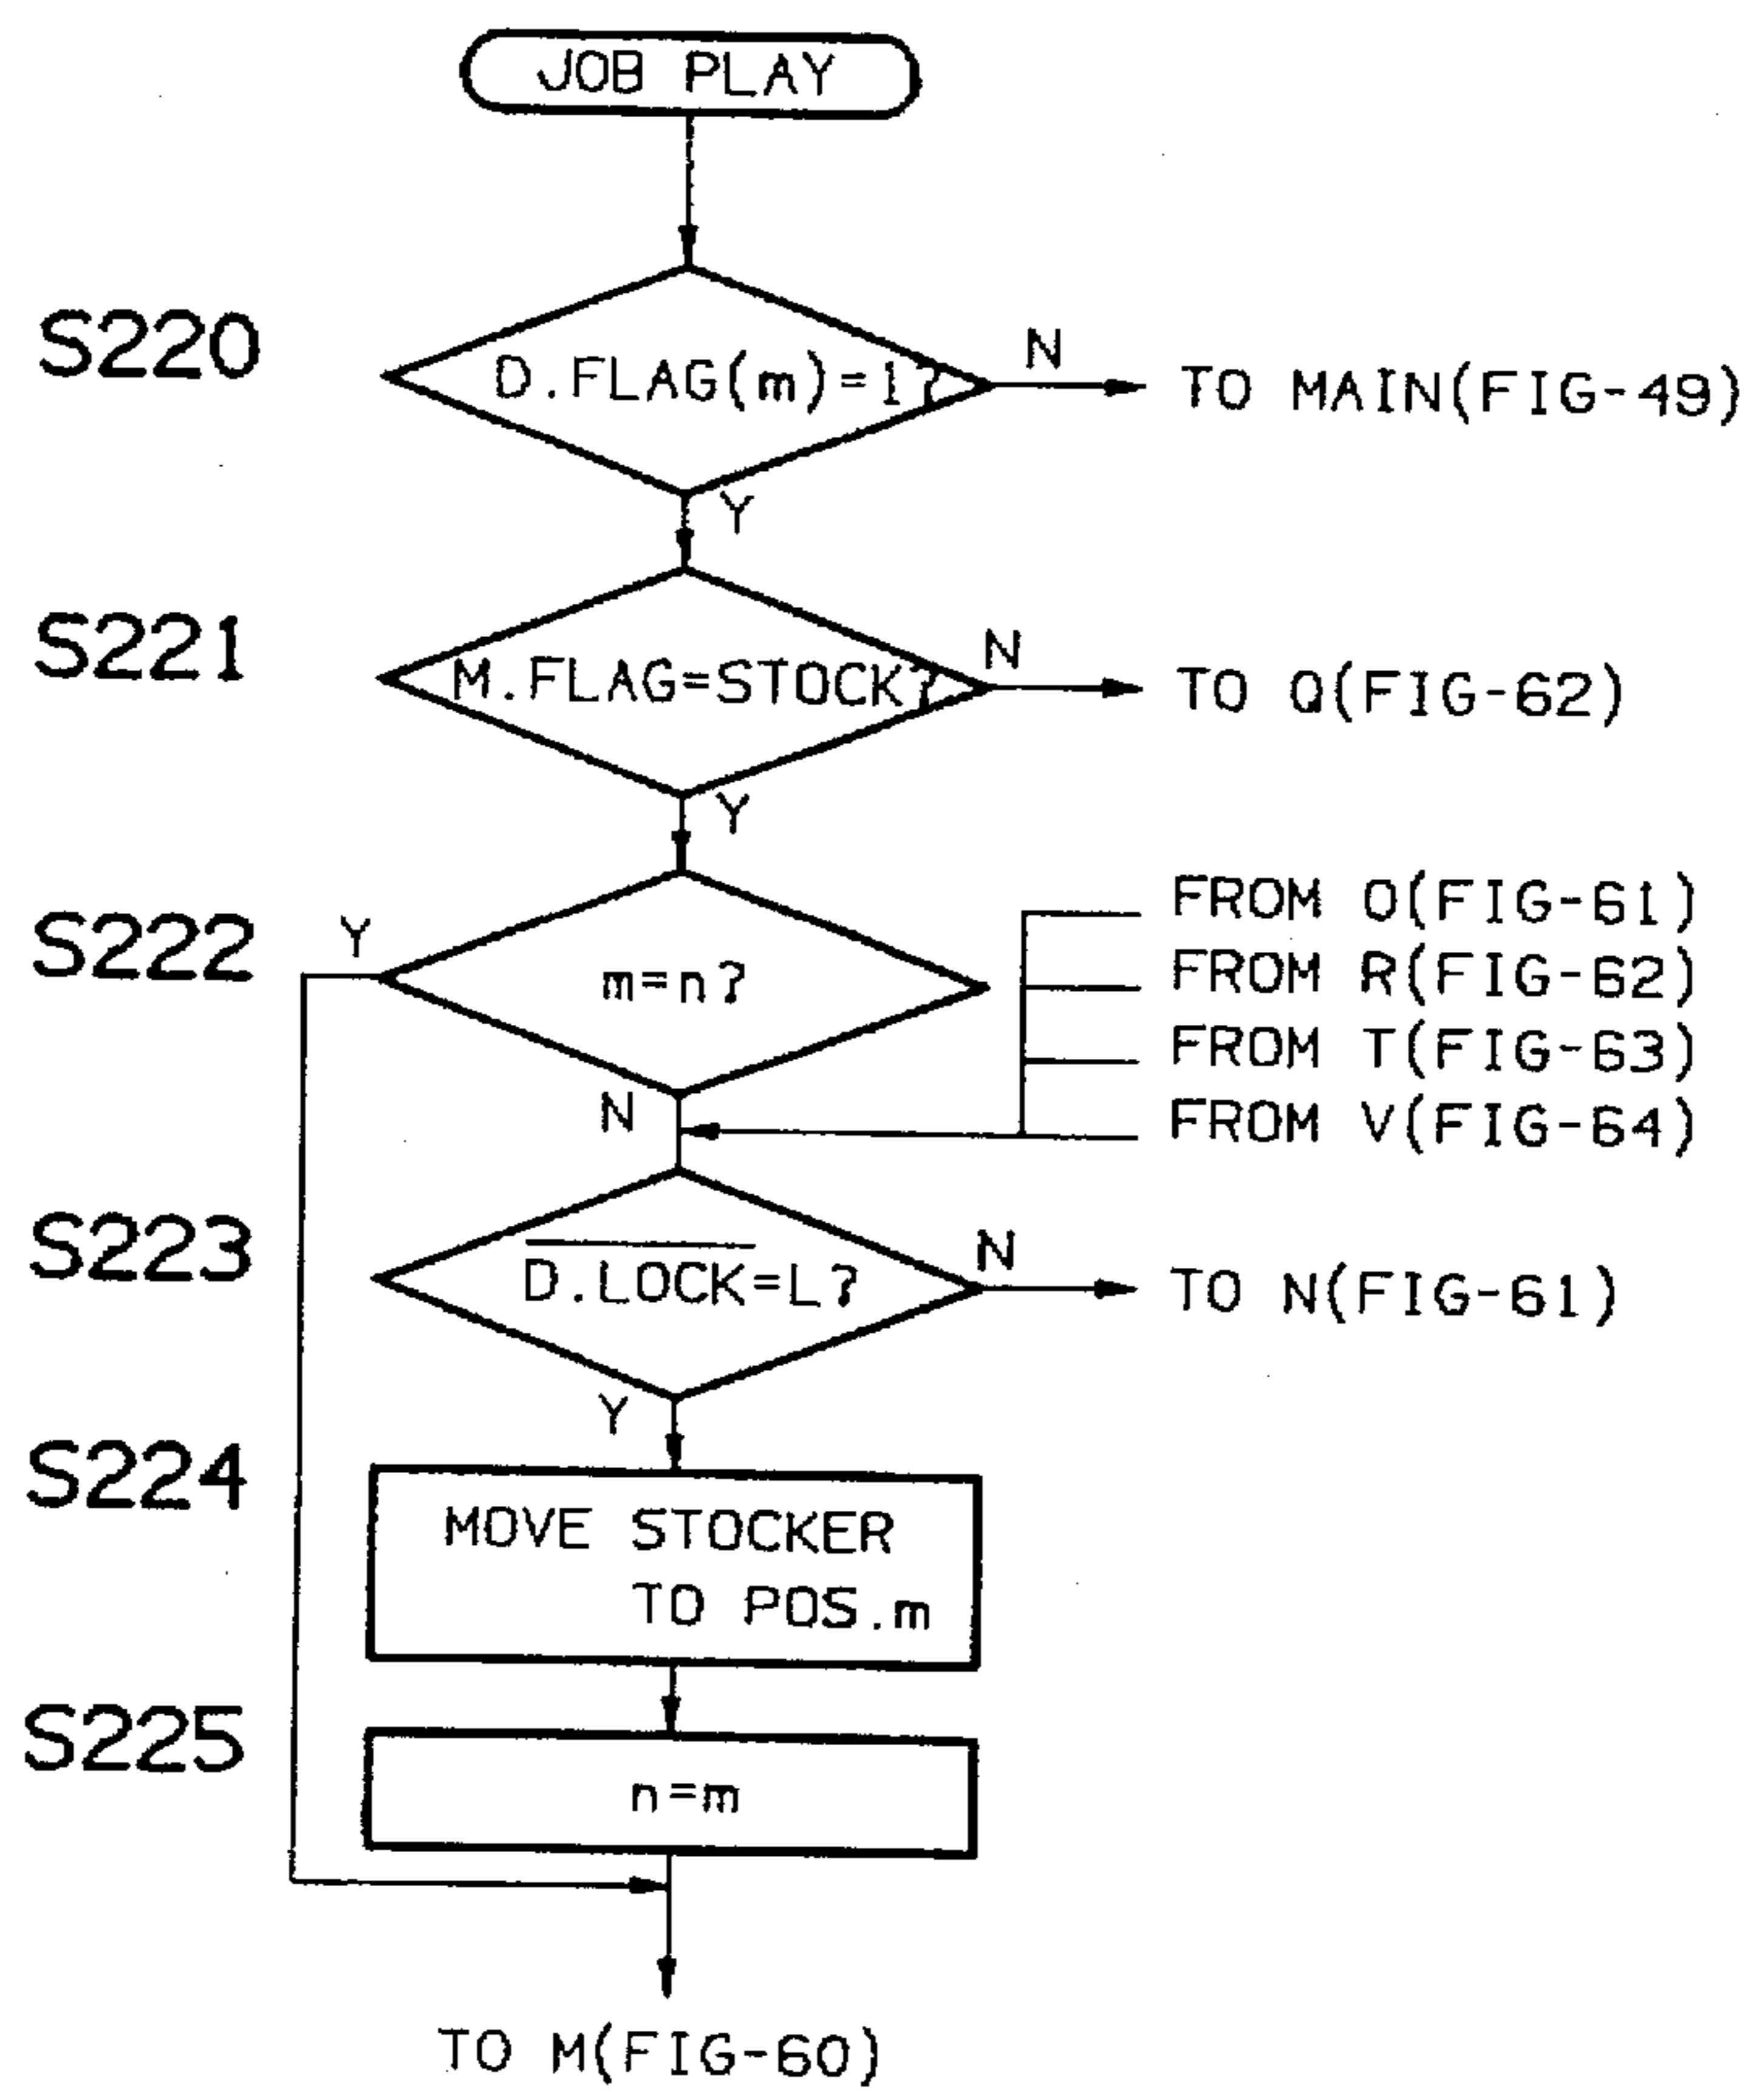 JOB PLAY
S220
D.FLAG(m)=1?
N
TO MAIN(FIG-49)
Y
S221
M.FLAG=STOCK?
N
TO Q(FIG-62)
Y
S222
Y
m=n?
N
FROM O(FIG-61)
FROM R(FIG-62)
FROM T(FIG-63)
FROM V(FIG-64)
S223
D.LOCK=L?
N
TO N(FIG-61)
Y
S224
MOVE STOCKER
TO POS.m
S225
n=m
TO M(FIG-60)